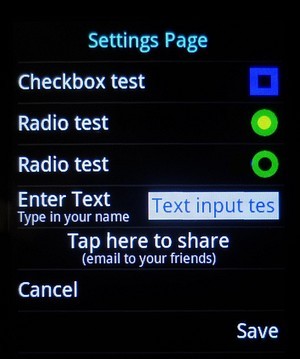 Settings Page
Checkbox test
Radio test
Radio test
Enter Text
Type in your name
Text input tes
Tap here to share
(email to your friends)
Cancel
Save